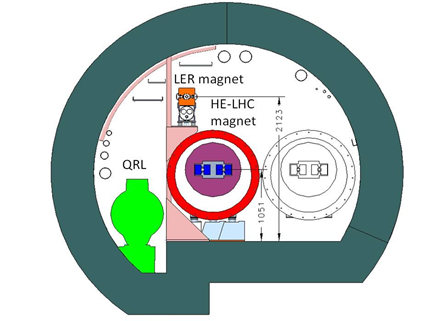 LER magnet
HE-LHC
magnet
QRL
2123
1051